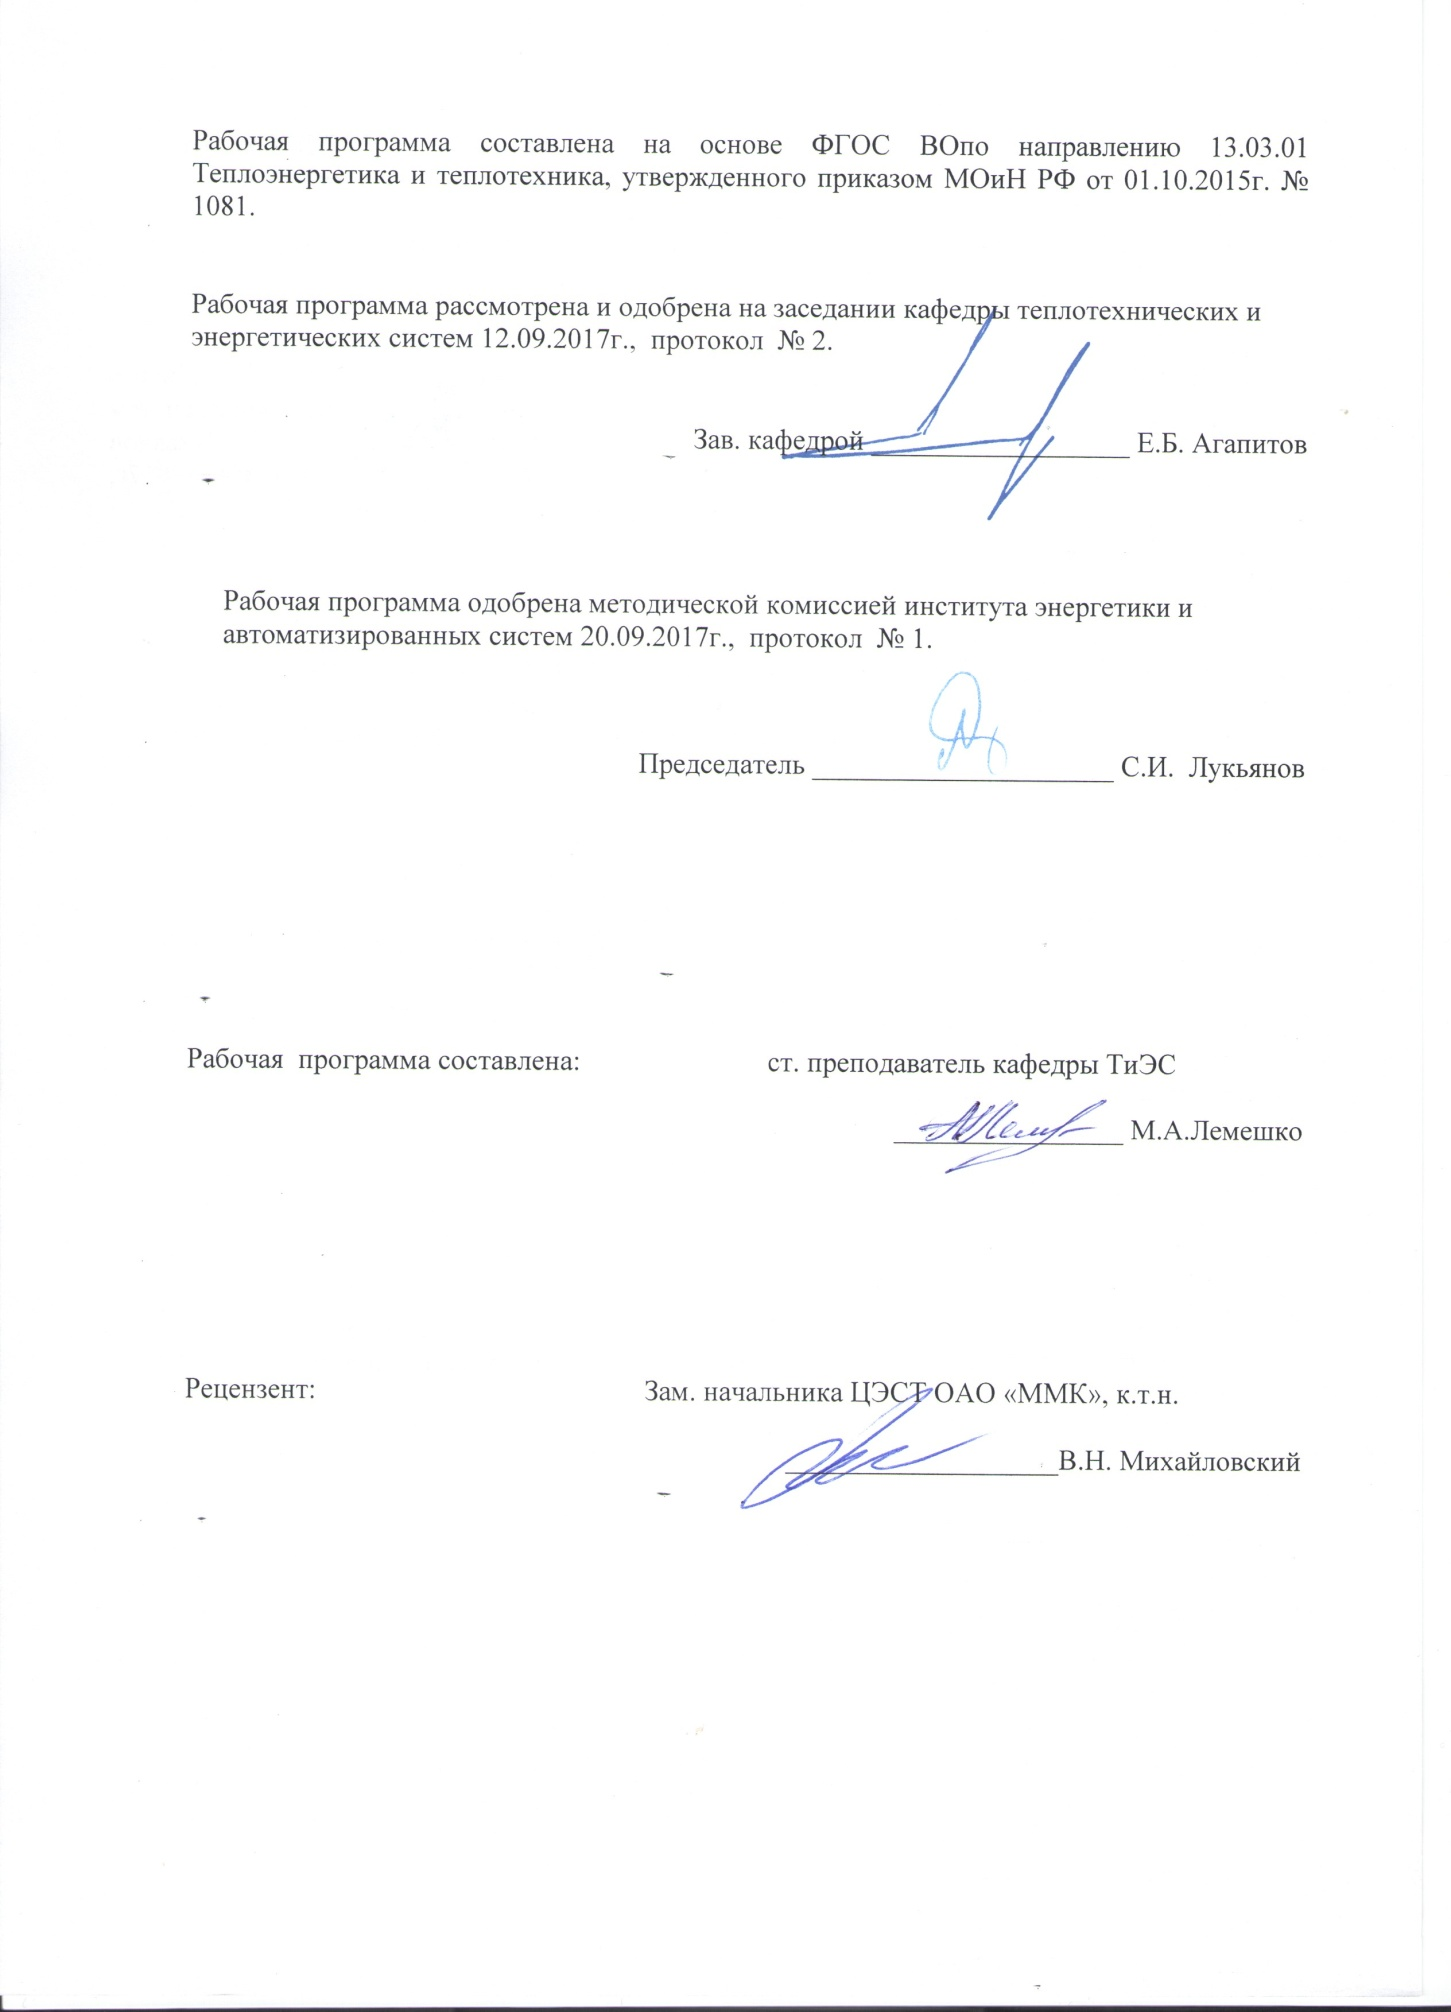 Рабочая программа составлена на основе ФГОС ВОпо направлению 13.03.01
Теплоэнергетика и теплотехника, утвержденного приказом МОиН РФ от 01.10.2015г. №
1081.
Рабочая программа рассмотрена и одобрена на заседании кафедры теплотехнических и
энергетических систем 12.09.2017г., протокол № 2.
Зав. кафедрой ___________________ Е.Б. Агапитов
Рабочая программа одобрена методической комиссией института энергетики и
автоматизированных систем 20.09.2017г., протокол № 1.
Председатель ______________________ С.И. Лукьянов
Рабочая программа составлена: ст. преподаватель кафедры ТиЭС
_________________ М.А.Лемешко
Рецензент: Зам. начальника ЦЭСТ ОАО «ММК», к.т.н.
____________________В.Н. Михайловский